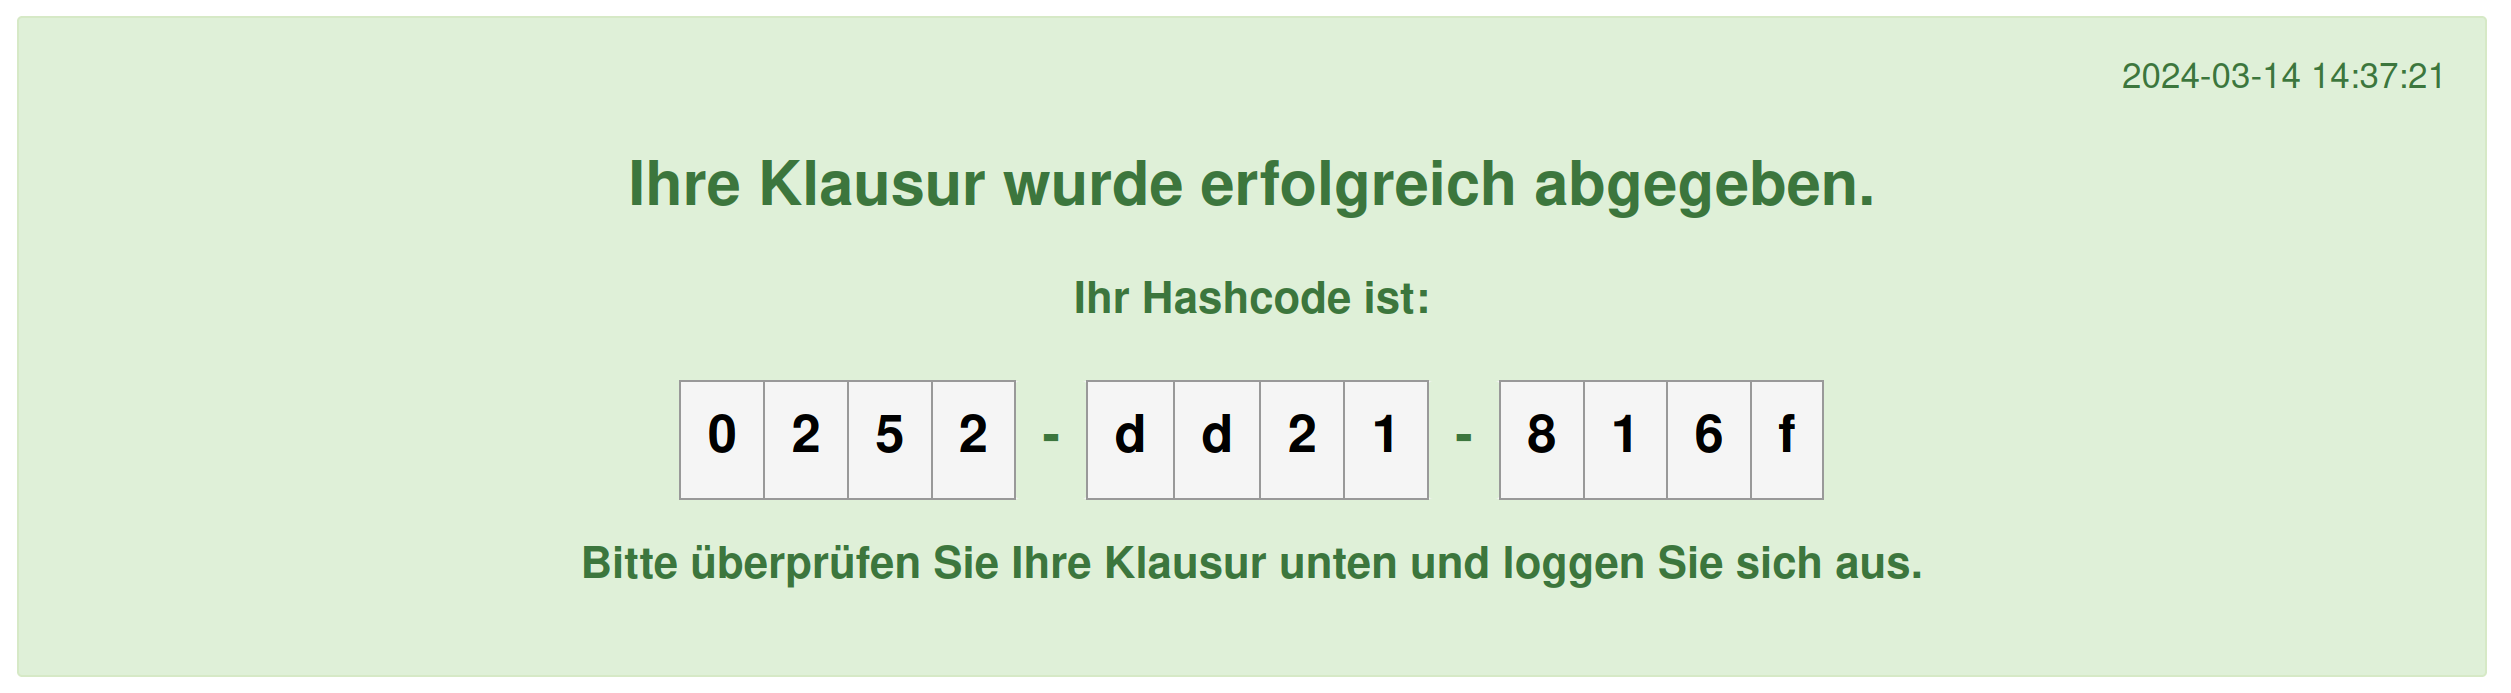 2024-03-14 14:37:21
Ihre Klausur wurde erfolgreich abgegeben.
Ihr Hashcode ist:
0 2 5 2 - d d 2 1 - 8 1 6 f
Bitte überprüfen Sie Ihre Klausur unten und loggen Sie sich aus.